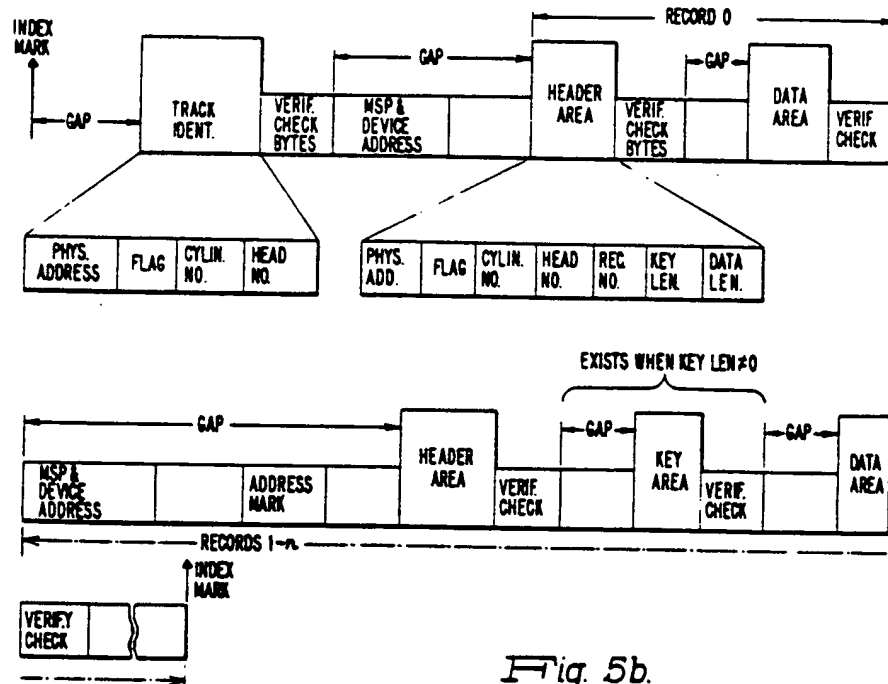 INDEX
MARK
RECORD 0
GAP
GAP
GAP
TRACK
IDENT.
VERIF.
CHECK
BYTES
MSP &
DEVICE
ADDRESS
HEADER
AREA
VERIF.
CHECK
BYTES
DATA
AREA
VERIF
CHECK
PHYS.
ADDRESS
FLAG
CYLIN.
NO.
HEAD
NO.
PHYS.
ADD.
FLAG
CYLIN.
NO.
HEAD
NO.
REC.
NO.
KEY
LEN.
DATA
LEN.
EXISTS WHEN KEY LEN≠0
GAP
GAP
GAP
MSP &
DEVICE
ADDRESS
ADDRESS
MARK
HEADER
AREA
VERIF.
CHECK
KEY
AREA
VERIF.
CHECK
DATA
AREA
RECORDS 1-n
INDEX
MARK
VERIFY
CHECK
Fig. 5b.